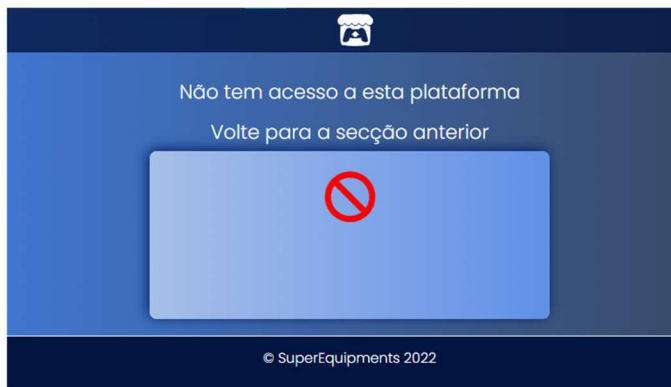 Não tem acesso a esta plataforma
Volte para a secção anterior
© SuperEquipments 2022